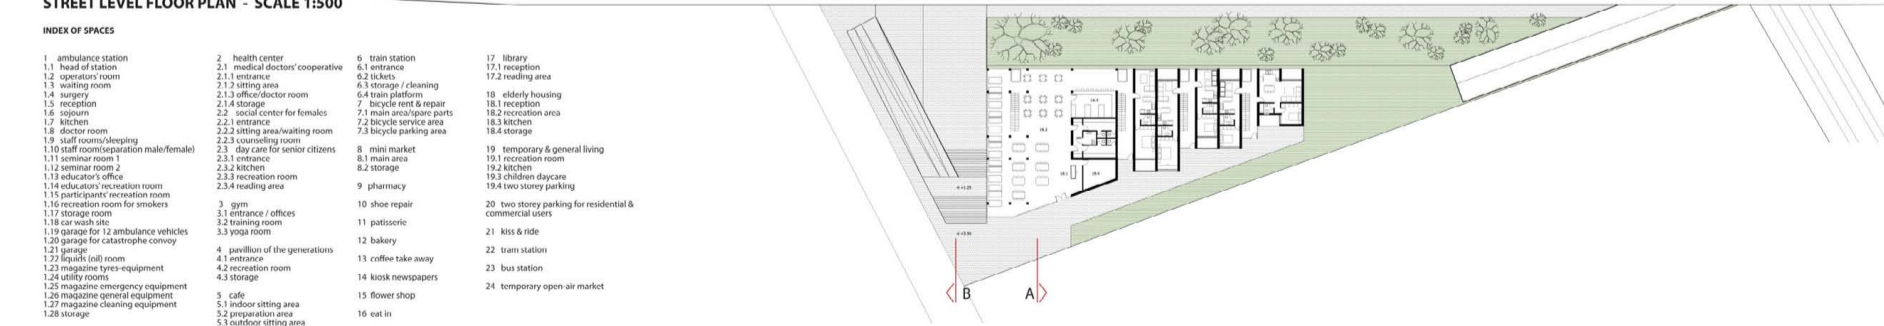 STREET LEVEL FLOOR PLAN - SCALE 1:500
INDEX OF SPACES
1 ambulance station
1.1 head of station
1.2 operators' room
1.3 waiting room
1.4 surgery
1.5 reception
1.6 sojourn
1.7 kitchen
1.8 doctor room
1.9 staff rooms/sleeping
1.10 staff room(separation male/female)
1.11 seminar room 1
1.12 seminar room 2
1.13 educator's office
1.14 educators' recreation room
1.15 participants' recreation room
1.16 recreation room for smokers
1.17 storage room
1.18 car wash site
1.19 garage for 12 ambulance vehicles
1.20 garage for catastrophe convoy
1.21 garage
1.22 liquids (oil) room
1.23 magazine tyres-equipment
1.24 utility rooms
1.25 magazine emergency equipment
1.26 magazine general equipment
1.27 magazine cleaning equipment
1.28 storage
2 health center
2.1 medical doctors' cooperative
2.1.1 entrance
2.1.2 sitting area
2.1.3 office/doctor room
2.1.4 storage
2.2 social center for females
2.2.1 entrance
2.2.2 sitting area/waiting room
2.2.3 counseling room
2.3 day care for senior citizens
2.3.1 entrance
2.3.2 kitchen
2.3.3 recreation room
2.3.4 reading area
3 gym
3.1 entrance / offices
3.2 training room
3.3 yoga room
4 pavillion of the generations
4.1 entrance
4.2 recreation room
4.3 storage
5 cafe
5.1 indoor sitting area
5.2 preparation area
5.3 outdoor sitting area
6 train station
6.1 entrance
6.2 tickets
6.3 storage / cleaning
6.4 train platform
7 bicycle rent & repair
7.1 main area/spare parts
7.2 bicycle service area
7.3 bicycle parking area
8 mini market
8.1 main area
8.2 storage
9 pharmacy
10 shoe repair
11 patisserie
12 bakery
13 coffee take away
14 kiosk newspapers
15 flower shop
16 eat in
17 library
17.1 reception
17.2 reading area
18 elderly housing
18.1 reception
18.2 recreation area
18.3 kitchen
18.4 storage
19 temporary & general living
19.1 recreation room
19.2 kitchen
19.3 children daycare
19.4 two storey parking
20 two storey parking for residential &
commercial users
21 kiss & ride
22 tram station
23 bus station
24 temporary open-air market
18.3
18.2
18.1
18.4
B
A